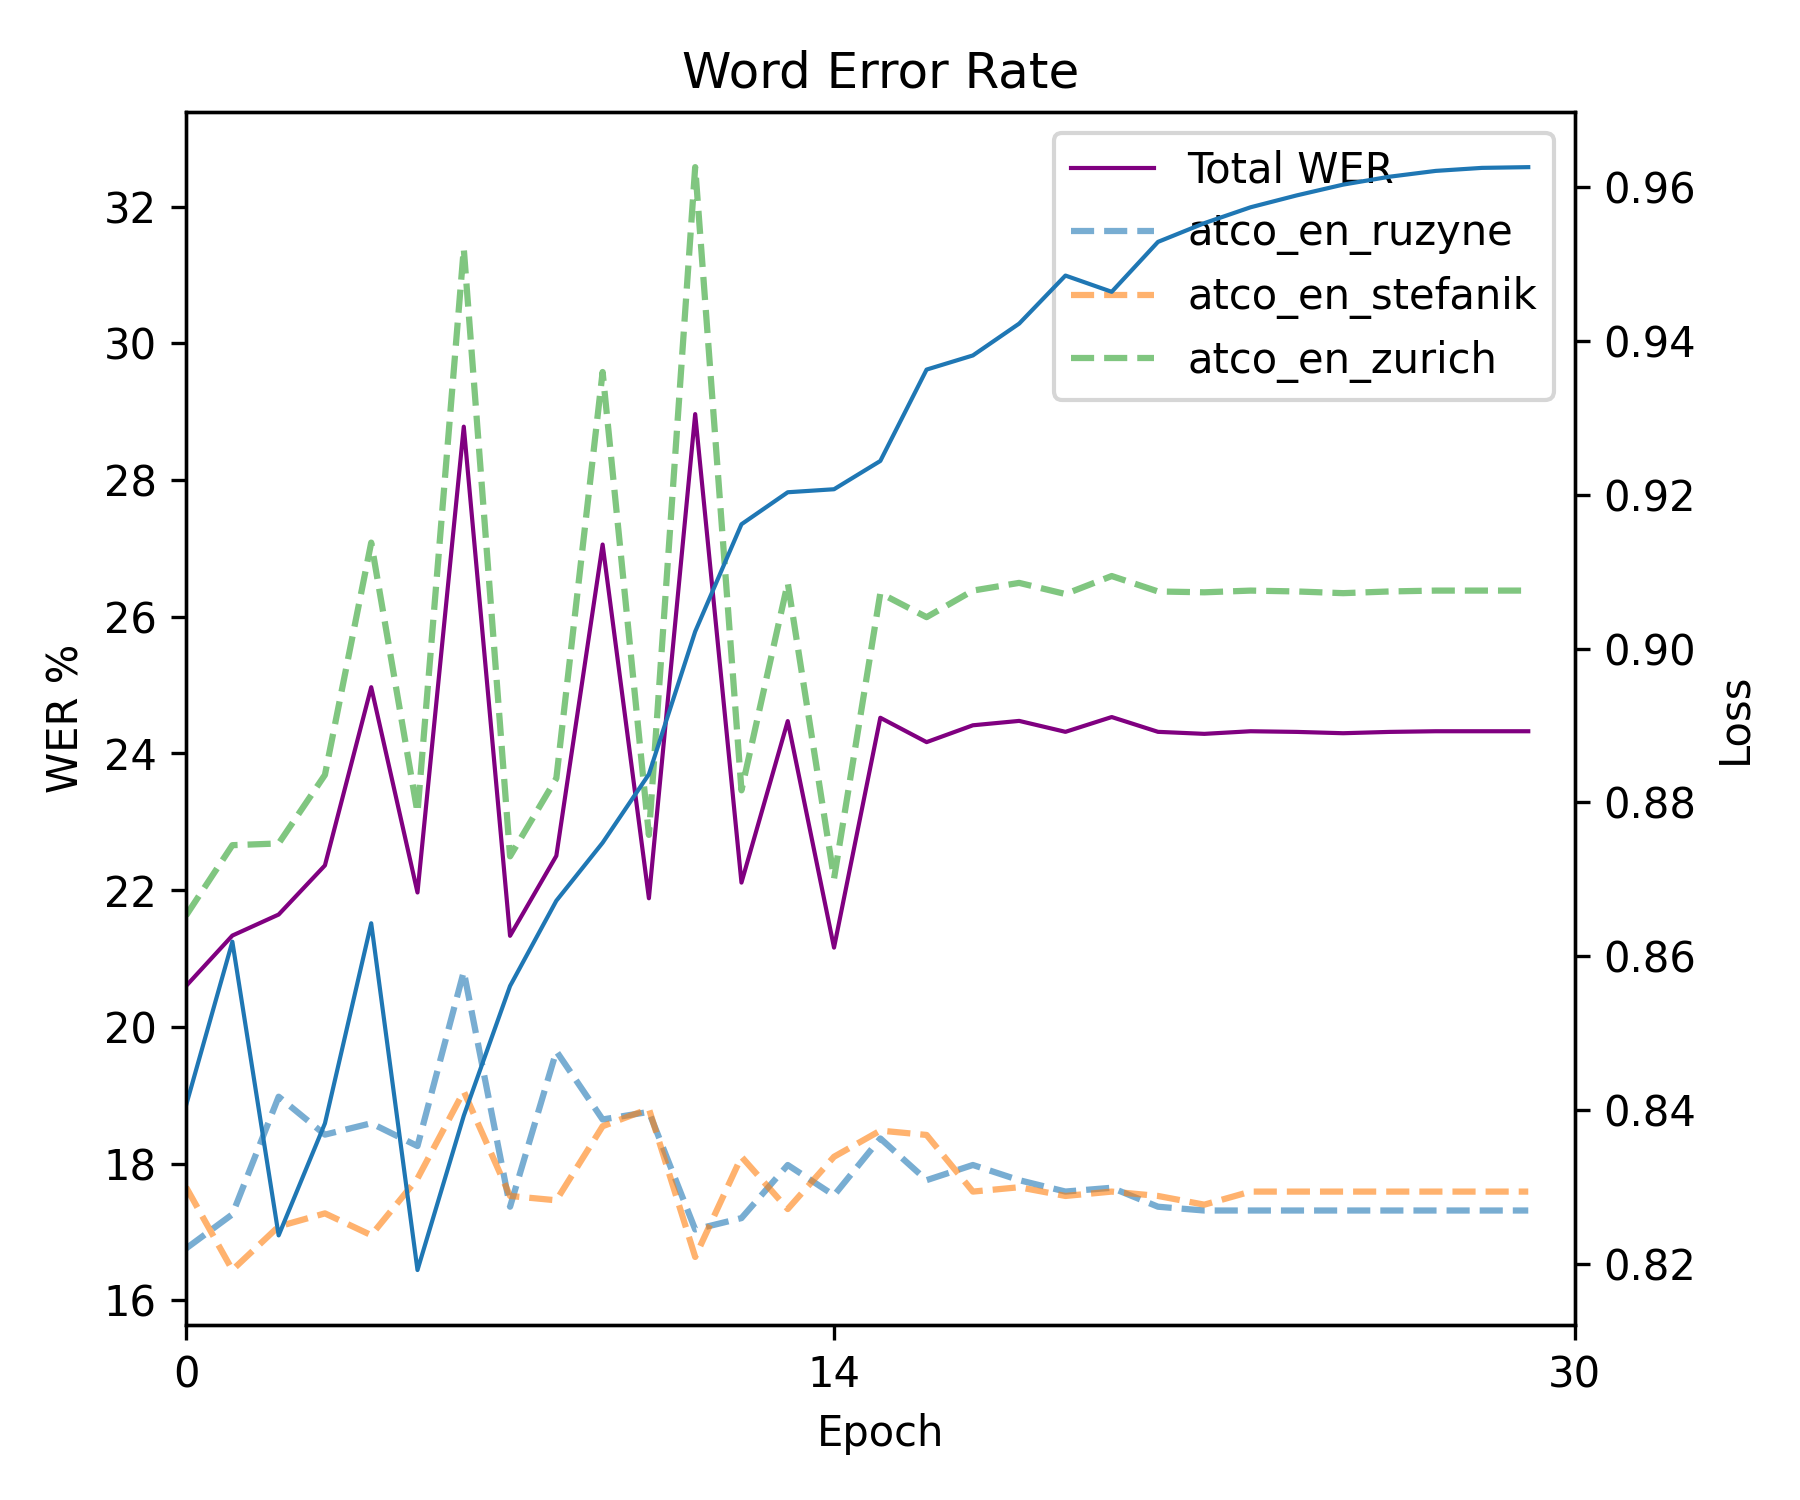 Word Error Rate
Total WER
atco_en_ruzyne
atco_en_stefanik
atco_en_zurich
WER %
32
30
28
26
24
22
20
18
16
0.96
0.94
0.92
0.90
0.88
0.86
0.84
0.82
Loss
0
14
30
Epoch